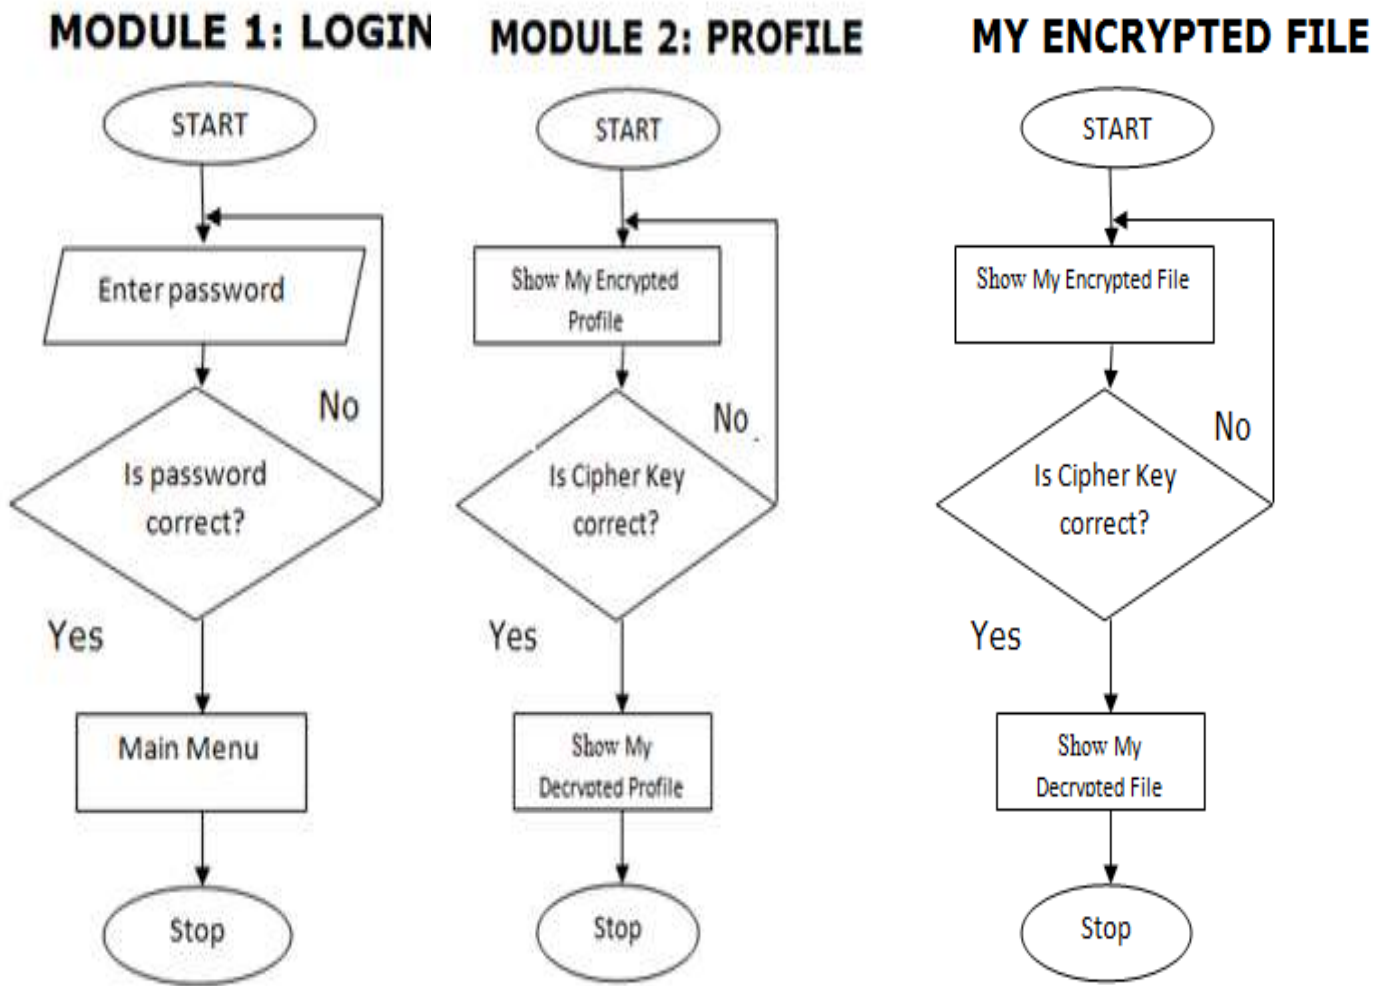 MODULE 1: LOGIN
START
Enter password
No
Is password
correct?
Yes
Main Menu
Stop
MODULE 2: PROFILE
START
Show My Encrypted
Profile
No
Is Cipher Key
correct?
Yes
Show My
Decrypted Profile
Stop
MY ENCRYPTED FILE
START
Show My Encrypted File
No
Is Cipher Key
correct?
Yes
Show My
Decrypted File
Stop